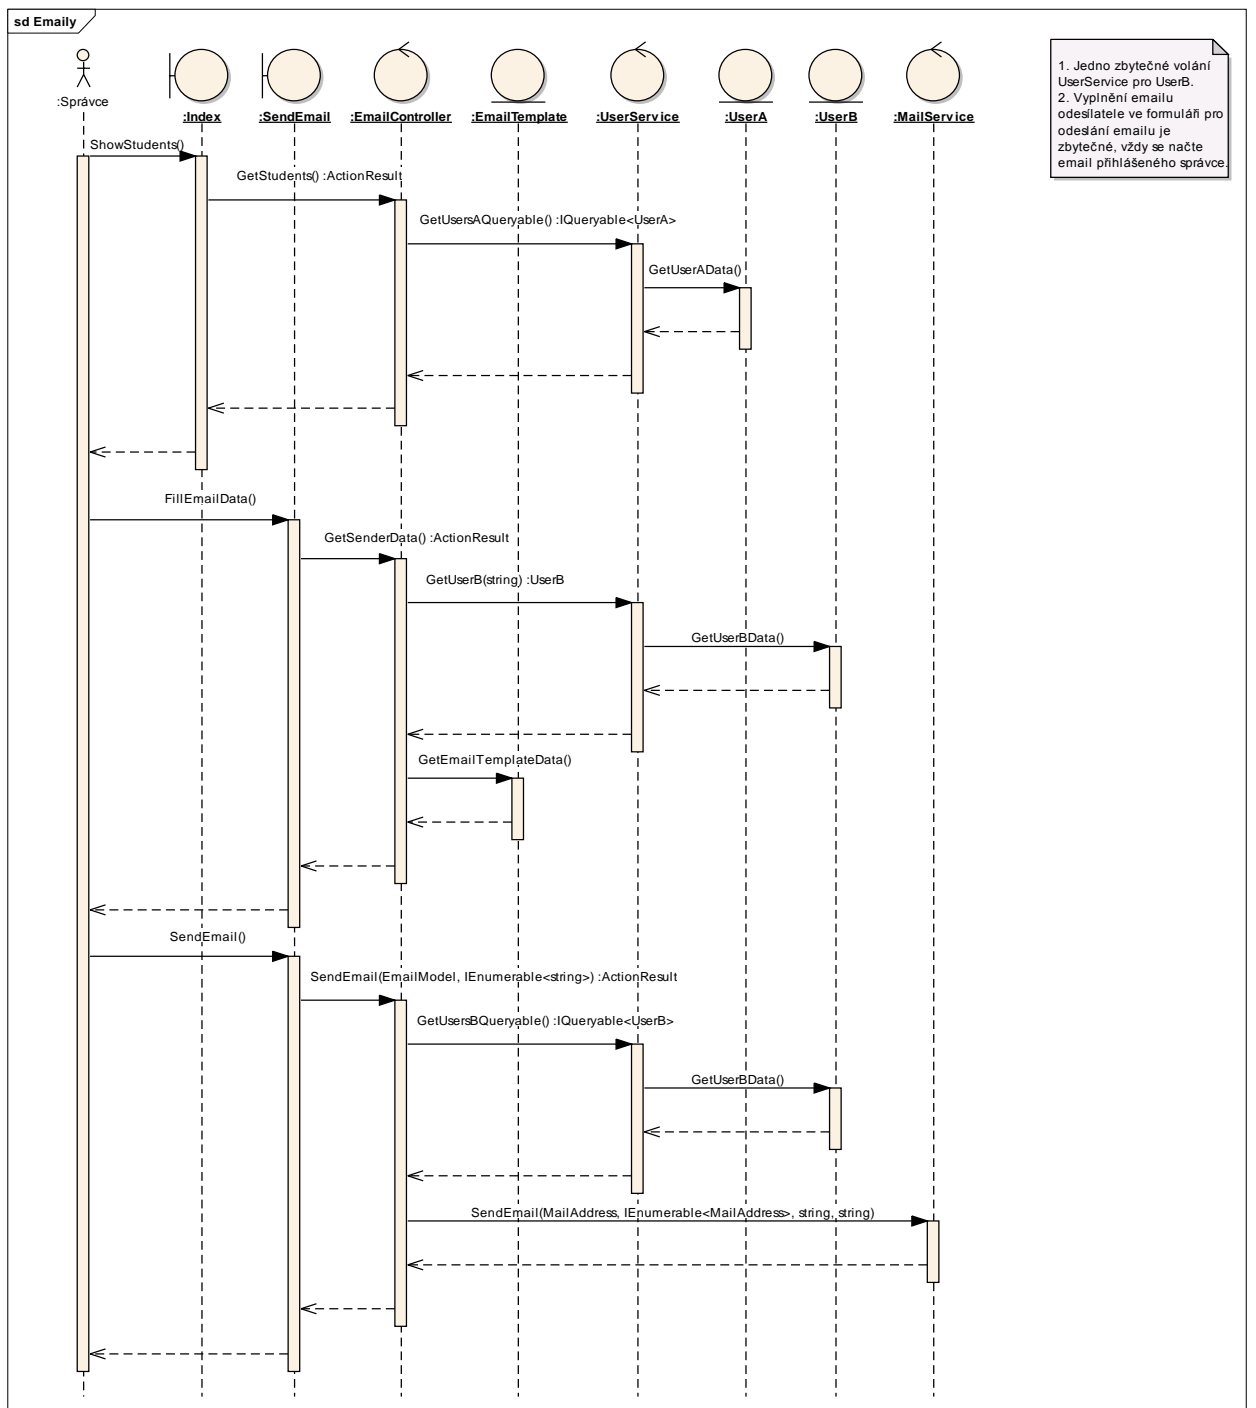 sd Emaily
:Správce
:Index
:SendEmail
:EmailController
:EmailTemplate
:UserService
:UserA
:UserB
:MailService
1. Jedno zbytečné volání
UserService pro UserB.
2. Vyplnění emailu
odesílatele ve formuláři pro
odeslání emailu je
zbytečné, vždy se načte
email přihlášeného správce.
ShowStudents()
GetStudents() :ActionResult
GetUsersAQueryable() :IQueryable<UserA>
GetUserAData()
FillEmailData()
GetSenderData() :ActionResult
GetUserB(string) :UserB
GetUserBData()
GetEmailTemplateData()
SendEmail()
SendEmail(EmailModel, IEnumerable<string>) :ActionResult
GetUsersBQueryable() :IQueryable<UserB>
GetUserBData()
SendEmail(MailAddress, IEnumerable<MailAddress>, string, string)